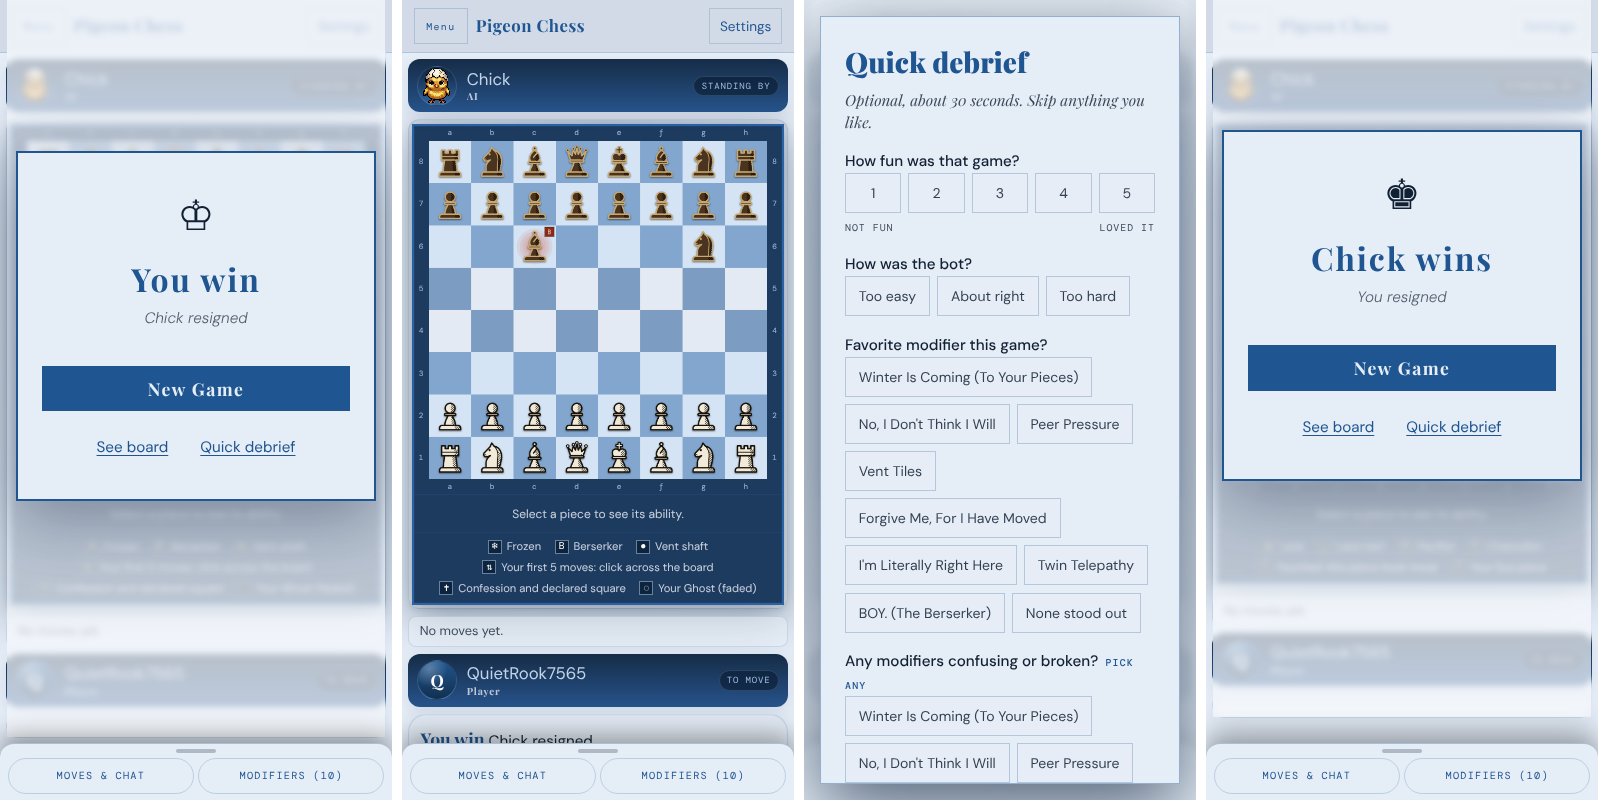 You win
Chick resigned
New Game
See board Quick debrief
MOVES & CHAT MODIFIERS (10)
Menu Pigeon Chess Settings
Chick
AI
STANDING BY
a b c d e f g h
8 8
7 7
6 B 6
5 5
4 4
3 3
2 2
1 1
a b c d e f g h
Select a piece to see its ability.
Frozen B Berserker Vent shaft
Your first 5 moves: click across the board
Confession and declared square Your Ghost (faded)
No moves yet.
Q QuietRook7565
Player
TO MOVE
You win Chick resigned
MOVES & CHAT MODIFIERS (10)
Quick debrief
Optional, about 30 seconds. Skip anything you
like.
How fun was that game?
1 2 3 4 5
NOT FUN LOVED IT
How was the bot?
Too easy About right Too hard
Favorite modifier this game?
Winter Is Coming (To Your Pieces)
No, I Don't Think I Will Peer Pressure
Vent Tiles
Forgive Me, For I Have Moved
I'm Literally Right Here Twin Telepathy
BOY. (The Berserker) None stood out
Any modifiers confusing or broken? PICK
ANY
Winter Is Coming (To Your Pieces)
No, I Don't Think I Will Peer Pressure
Chick wins
You resigned
New Game
See board Quick debrief
MOVES & CHAT MODIFIERS (10)